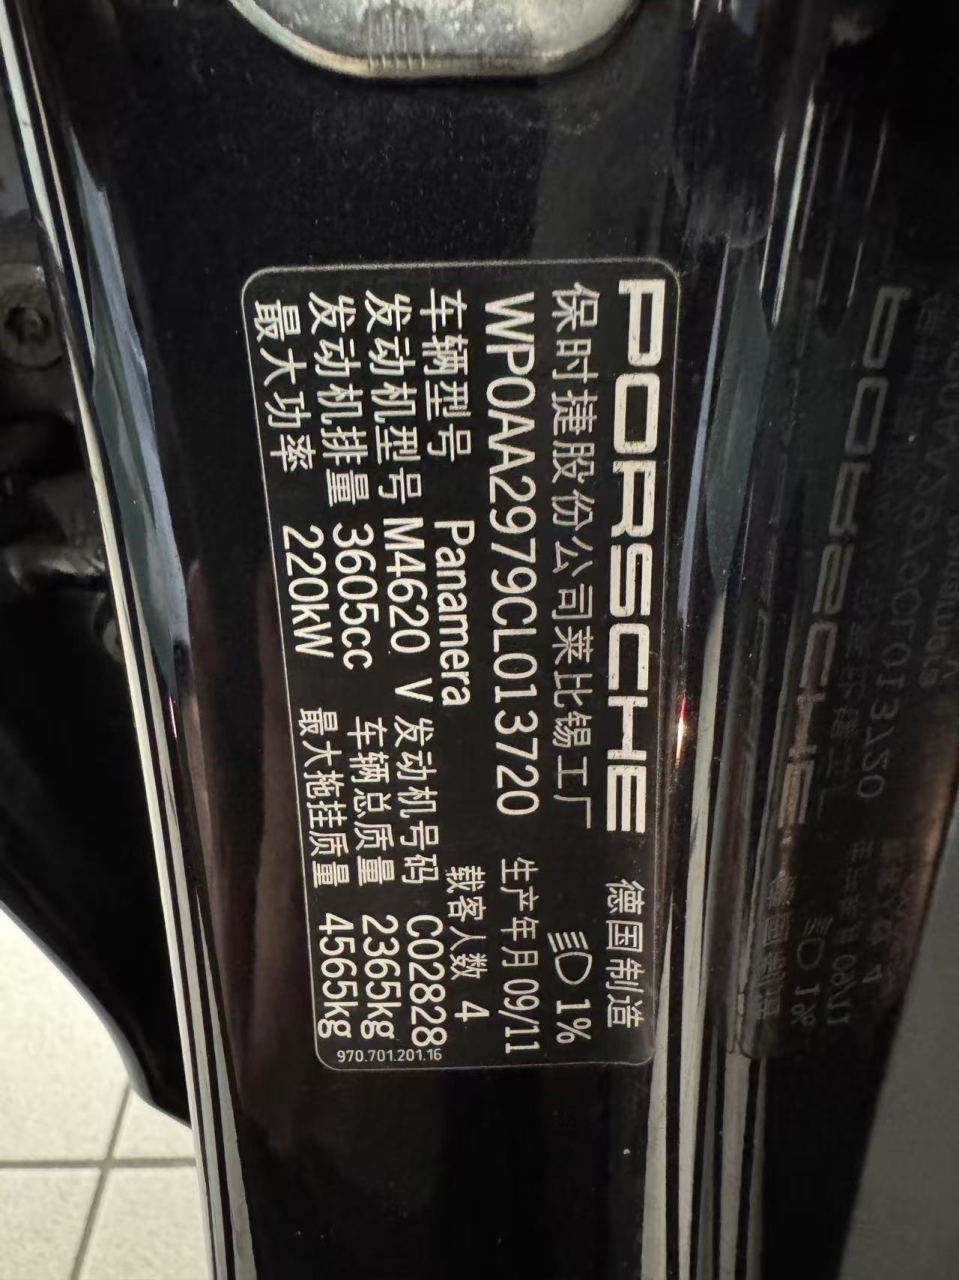 PORSCHE 德国制造
保时捷股份公司莱比锡工厂 1%
WP0AA2979CL013720 生产年月 09/11
车辆型号 Panamera 载客人数 4
发动机型号 M4620 V 发动机号码 C02828
发动机排量 3605cc 车辆总质量 2365kg
最大功率 220kW 最大拖挂质量 4565kg
970.701.201.16